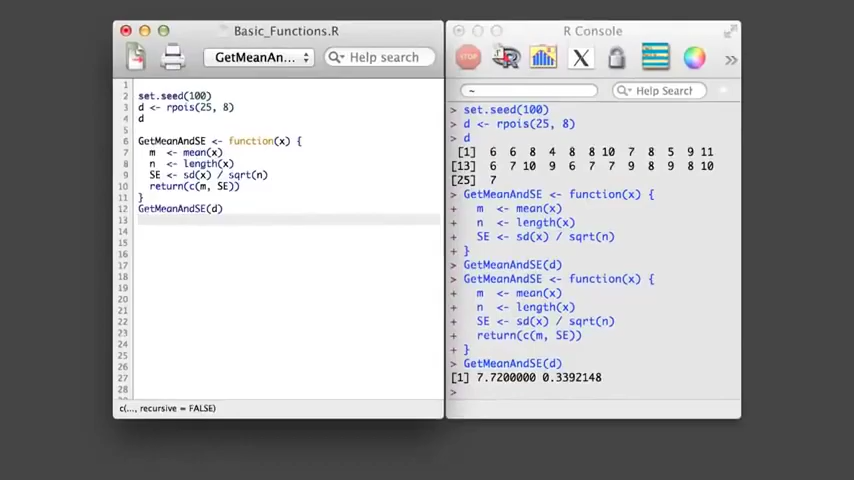 Basic_Functions.R
GetMeanAn...
Help search
1
2 set.seed(100)
3 d <- rpois(25, 8)
4 d
5
6 GetMeanAndSE <- function(x) {
7 m <- mean(x)
8 n <- length(x)
9 SE <- sd(x) / sqrt(n)
10 return(c(m, SE))
11 }
12 GetMeanAndSE(d)
13
14
15
16
17
18
19
20
21
22
23
24
25
26
27
28
c(..., recursive = FALSE)
R Console
STOP
R
X
~
Help Search
> set.seed(100)
> d <- rpois(25, 8)
> d
[1] 6 6 8 4 8 8 10 7 8 5 9 11
[13] 6 7 10 9 6 7 7 9 8 9 8 10
[25] 7
> GetMeanAndSE <- function(x) {
+ m <- mean(x)
+ n <- length(x)
+ SE <- sd(x) / sqrt(n)
+ }
> GetMeanAndSE(d)
> GetMeanAndSE <- function(x) {
+ m <- mean(x)
+ n <- length(x)
+ SE <- sd(x) / sqrt(n)
+ return(c(m, SE))
+ }
> GetMeanAndSE(d)
[1] 7.7200000 0.3392148
>